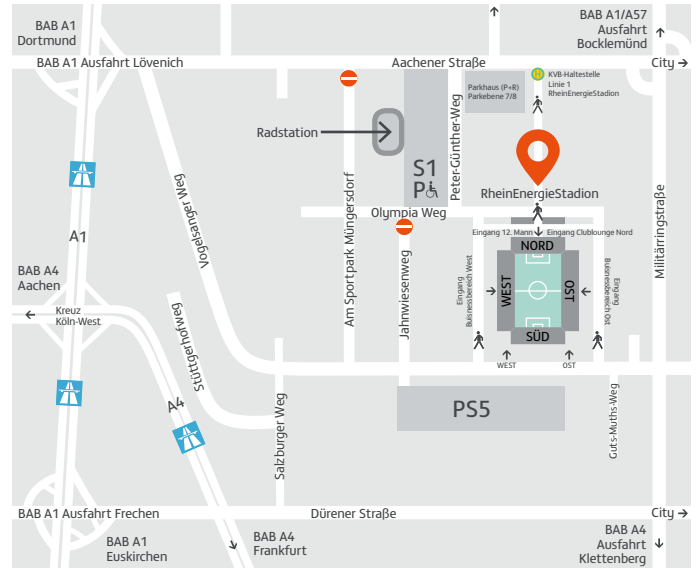 BAB A1
Dortmund
BAB A1/A57
Ausfahrt
Bocklemünd
BAB A1 Ausfahrt Lövenich
Aachener Straße
City
Radstation
S1
P
Peter-Günther-Weg
Parkhaus (P+R)
Parkebene 7/8
H
KVB-Haltestelle
Linie 1
RheinEnergieStadion
RheinEnergieStadion
Vogelsanger Weg
Am Sportpark Müngersdorf
Olympia Weg
Jahnwiesenweg
Militärringstraße
Eingang 12. Mann
Eingang Clublounge Nord
NORD
WEST
OST
SÜD
Eingang
Buisnessbereich West
Eingang
Buisnessbereich Ost
WEST
OST
A1
BAB A4
Aachen
Kreuz
Köln-West
Stüttgerhofweg
A4
Salzburger Weg
PS5
Guts-Muths-Weg
BAB A1 Ausfahrt Frechen
Dürener Straße
City
BAB A1
Euskirchen
BAB A4
Frankfurt
BAB A4
Ausfahrt
Klettenberg